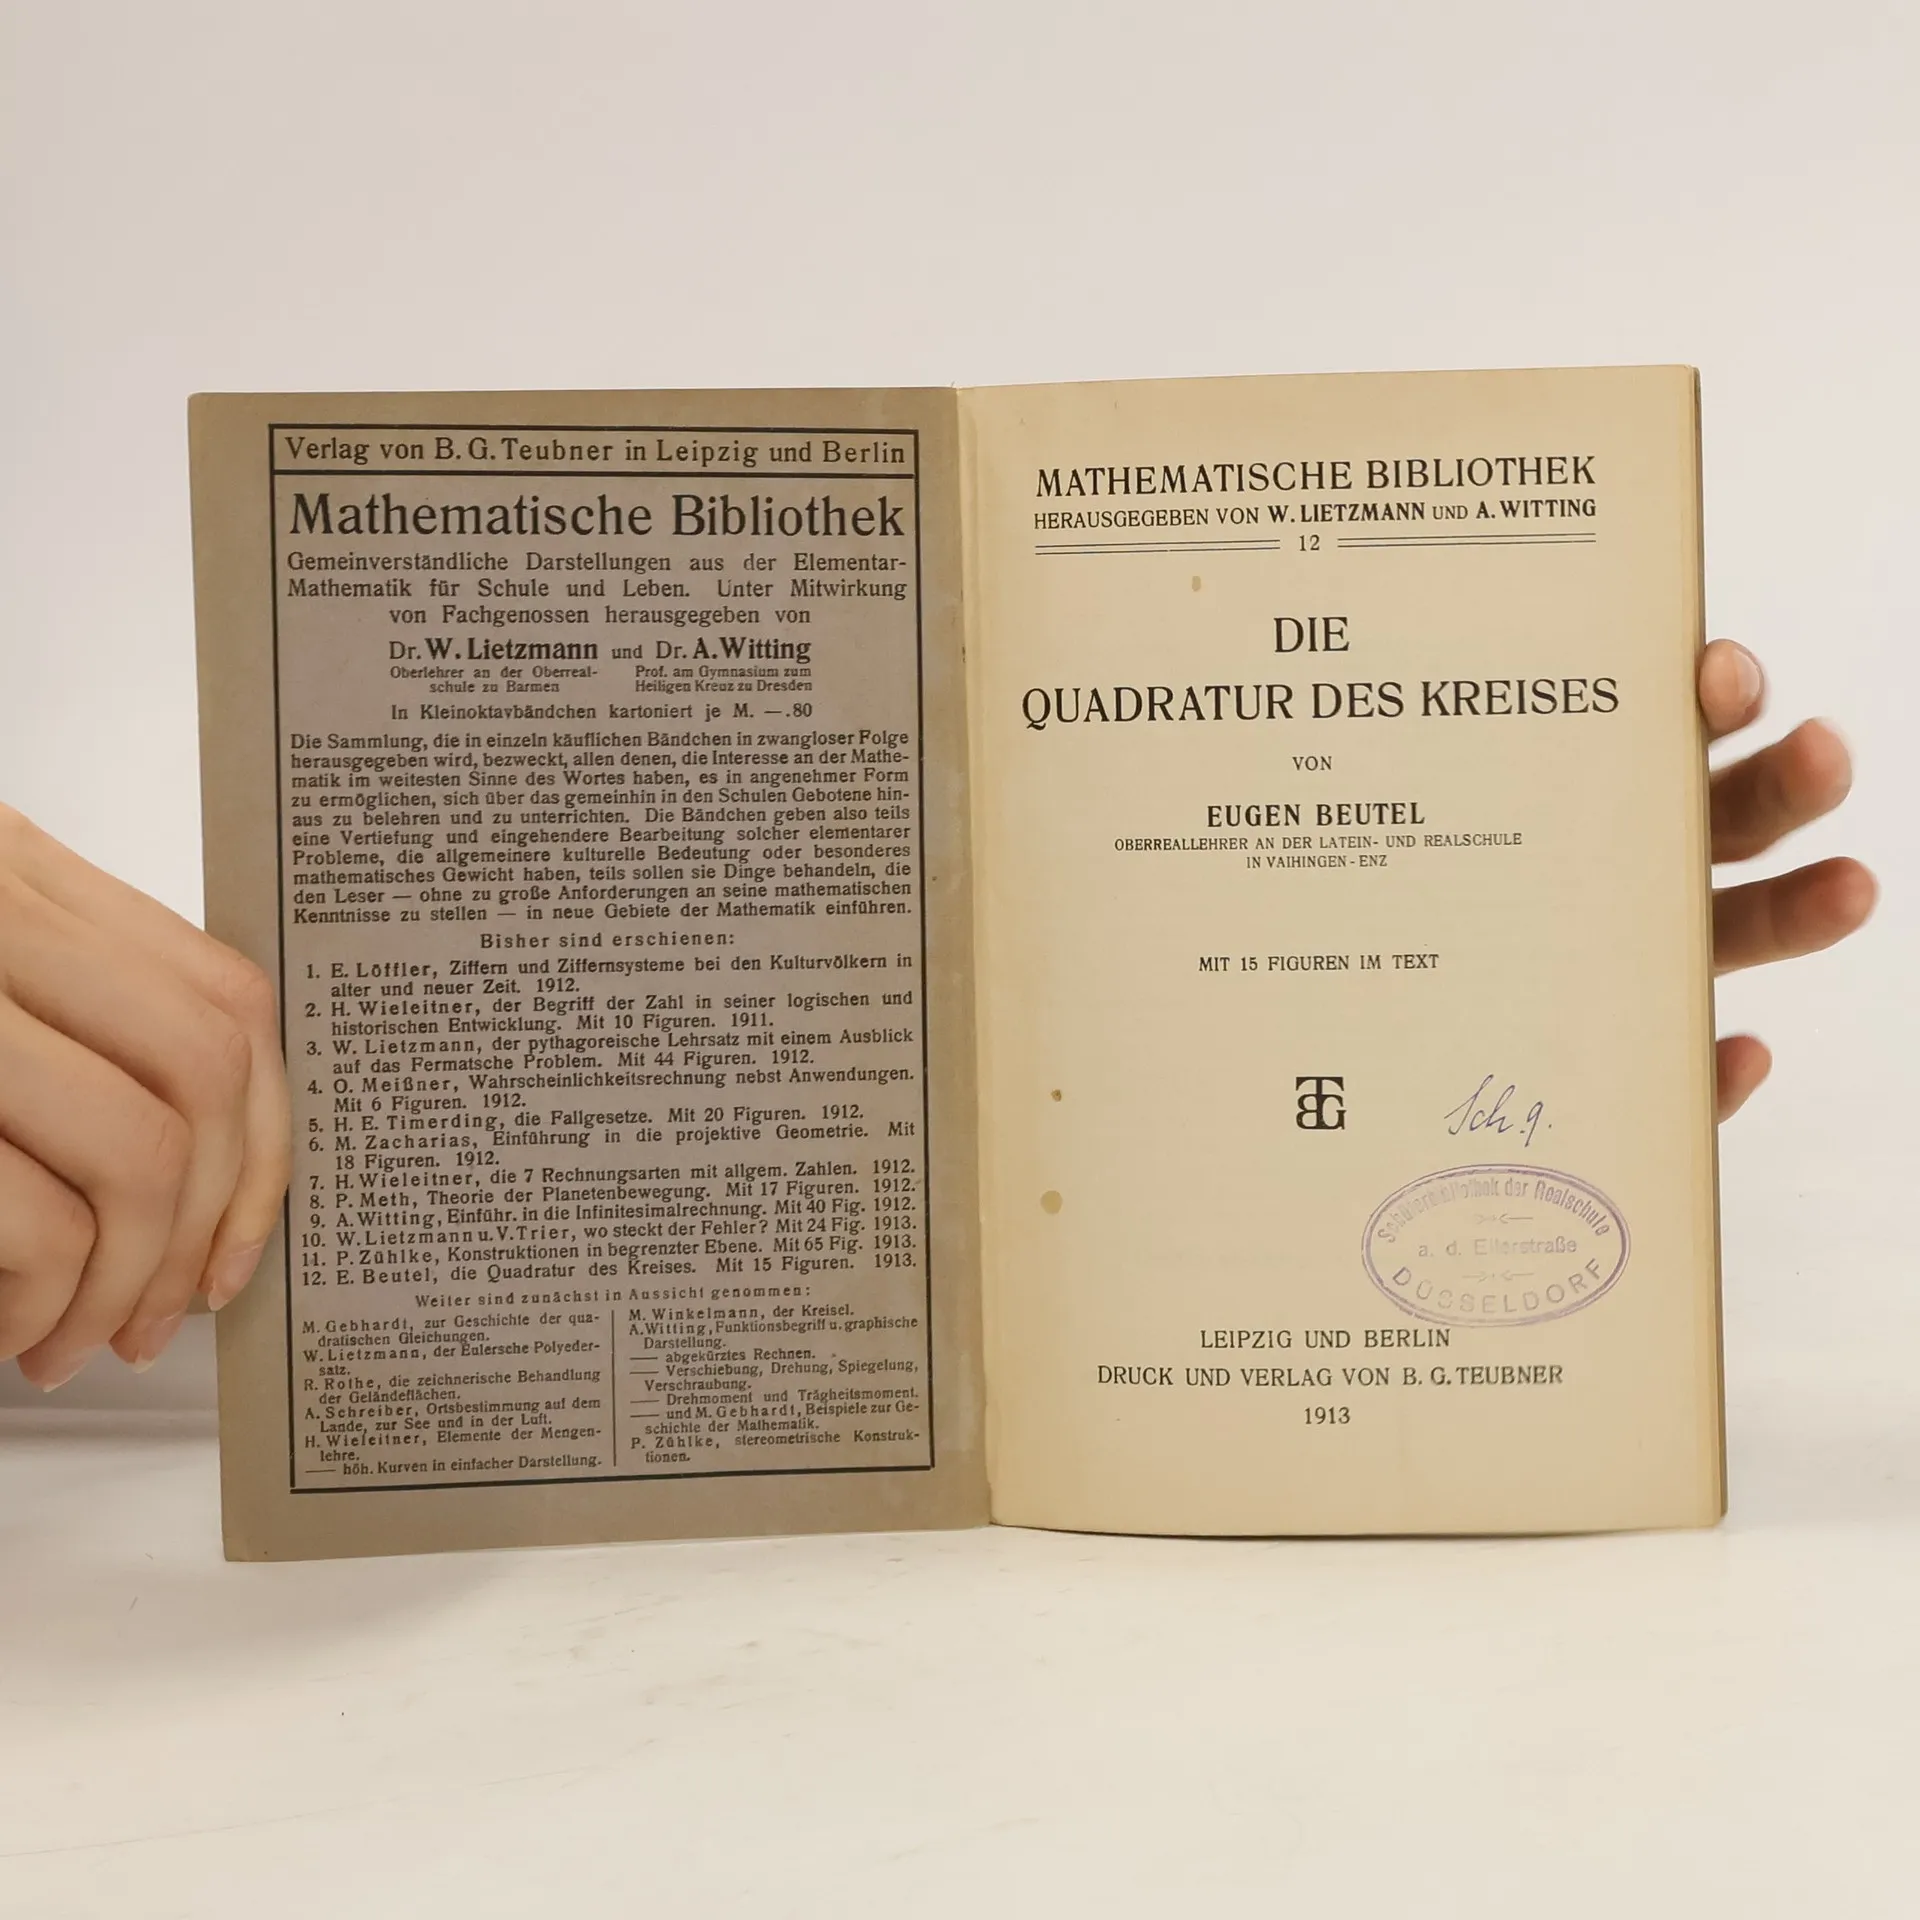 Verlag von B. G. Teubner in Leipzig und Berlin
Mathematische Bibliothek
Gemeinverständliche Darstellungen aus der Elementar-
Mathematik für Schule und Leben. Unter Mitwirkung
von Fachgenossen herausgegeben von
Dr. W. Lietzmann und Dr. A. Witting
Oberlehrer an der Oberreal- Prof. am Gymnasium zum
schule zu Barmen Heiligen Kreuz zu Dresden
In Kleinoktavbändchen kartoniert je M. —.80
Die Sammlung, die in einzeln käuflichen Bändchen in zwangloser Folge
herausgegeben wird, bezweckt, allen denen, die Interesse an der Mathe-
matik im weitesten Sinne des Wortes haben, es in angenehmer Form
zu ermöglichen, sich über das gemeinhin in den Schulen Gebotene hin-
aus zu belehren und zu unterrichten. Die Bändchen geben also teils
eine Vertiefung und eingehendere Bearbeitung solcher elementarer
Probleme, die allgemeinere kulturelle Bedeutung oder besonderes
mathematisches Gewicht haben, teils sollen sie Dinge behandeln, die
den Leser — ohne zu große Anforderungen an seine mathematischen
Kenntnisse zu stellen — in neue Gebiete der Mathematik einführen.
Bisher sind erschienen:
1. E. Löffler, Ziffern und Ziffernsysteme bei den Kulturvölkern in
alter und neuer Zeit. 1912.
2. H. Wieleitner, der Begriff der Zahl in seiner logischen und
historischen Entwicklung. Mit 10 Figuren. 1911.
3. W. Lietzmann, der pythagoreische Lehrsatz mit einem Ausblick
auf das Fermatsche Problem. Mit 44 Figuren. 1912.
4. O. Meißner, Wahrscheinlichkeitsrechnung nebst Anwendungen.
Mit 6 Figuren. 1912.
5. H. E. Timerding, die Fallgesetze. Mit 20 Figuren. 1912.
6. M. Zacharias, Einführung in die projektive Geometrie. Mit
18 Figuren. 1912.
7. H. Wieleitner, die 7 Rechnungsarten mit allgem. Zahlen. 1912.
8. P. Meth, Theorie der Planetenbewegung. Mit 17 Figuren. 1912.
9. A. Witting, Einführ. in die Infinitesimalrechnung. Mit 40 Fig. 1912.
10. W. Lietzmann u. V. Trier, wo steckt der Fehler? Mit 24 Fig. 1913.
11. P. Zühlke, Konstruktionen in begrenzter Ebene. Mit 65 Fig. 1913.
12. E. Beutel, die Quadratur des Kreises. Mit 15 Figuren. 1913.
Weiter sind zunächst in Aussicht genommen:
M. Gebhardt, zur Geschichte der qua-
dratischen Gleichungen.
W. Lietzmann, der Eulersche Polyeder-
satz.
R. Rothe, die zeichnerische Behandlung
der Geländeflächen.
A. Schreiber, Ortsbestimmung auf dem
Lande, zur See und in der Luft.
H. Wieleitner, Elemente der Mengen-
lehre.
—— höh. Kurven in einfacher Darstellung.
M. Winkelmann, der Kreisel.
A. Witting, Funktionsbegriff u. graphische
Darstellung.
—— abgekürztes Rechnen.
—— Verschiebung, Drehung, Spiegelung,
Verschraubung.
—— Drehmoment und Trägheitsmoment.
—— und M. Gebhardt, Beispiele zur Ge-
schichte der Mathematik.
P. Zühlke, stereometrische Konstruk-
tionen.
MATHEMATISCHE BIBLIOTHEK
HERAUSGEGEBEN VON W. LIETZMANN UND A. WITTING
12
DIE
QUADRATUR DES KREISES
VON
EUGEN BEUTEL
OBERREALLEHRER AN DER LATEIN- UND REALSCHULE
IN VAIHINGEN-ENZ
MIT 15 FIGUREN IM TEXT
BTG
Sch. 9.
Schülerbibliothek der Realschule
a. d. Ellerstraße
DÜSSELDORF
LEIPZIG UND BERLIN
DRUCK UND VERLAG VON B. G. TEUBNER
1913